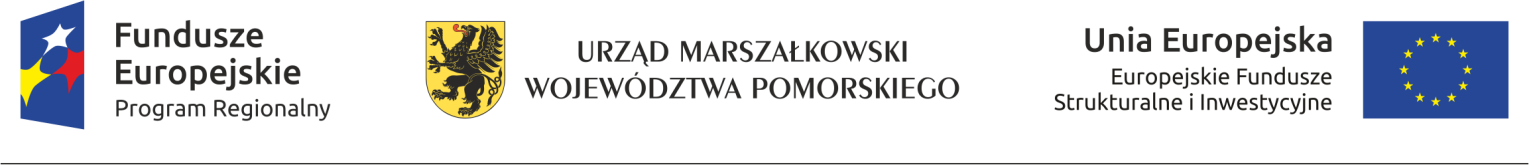 Fundusze
Europejskie
Program Regionalny
URZĄD MARSZAŁKOWSKI
WOJEWÓDZTWA POMORSKIEGO
Unia Europejska
Europejskie Fundusze
Strukturalne i Inwestycyjne